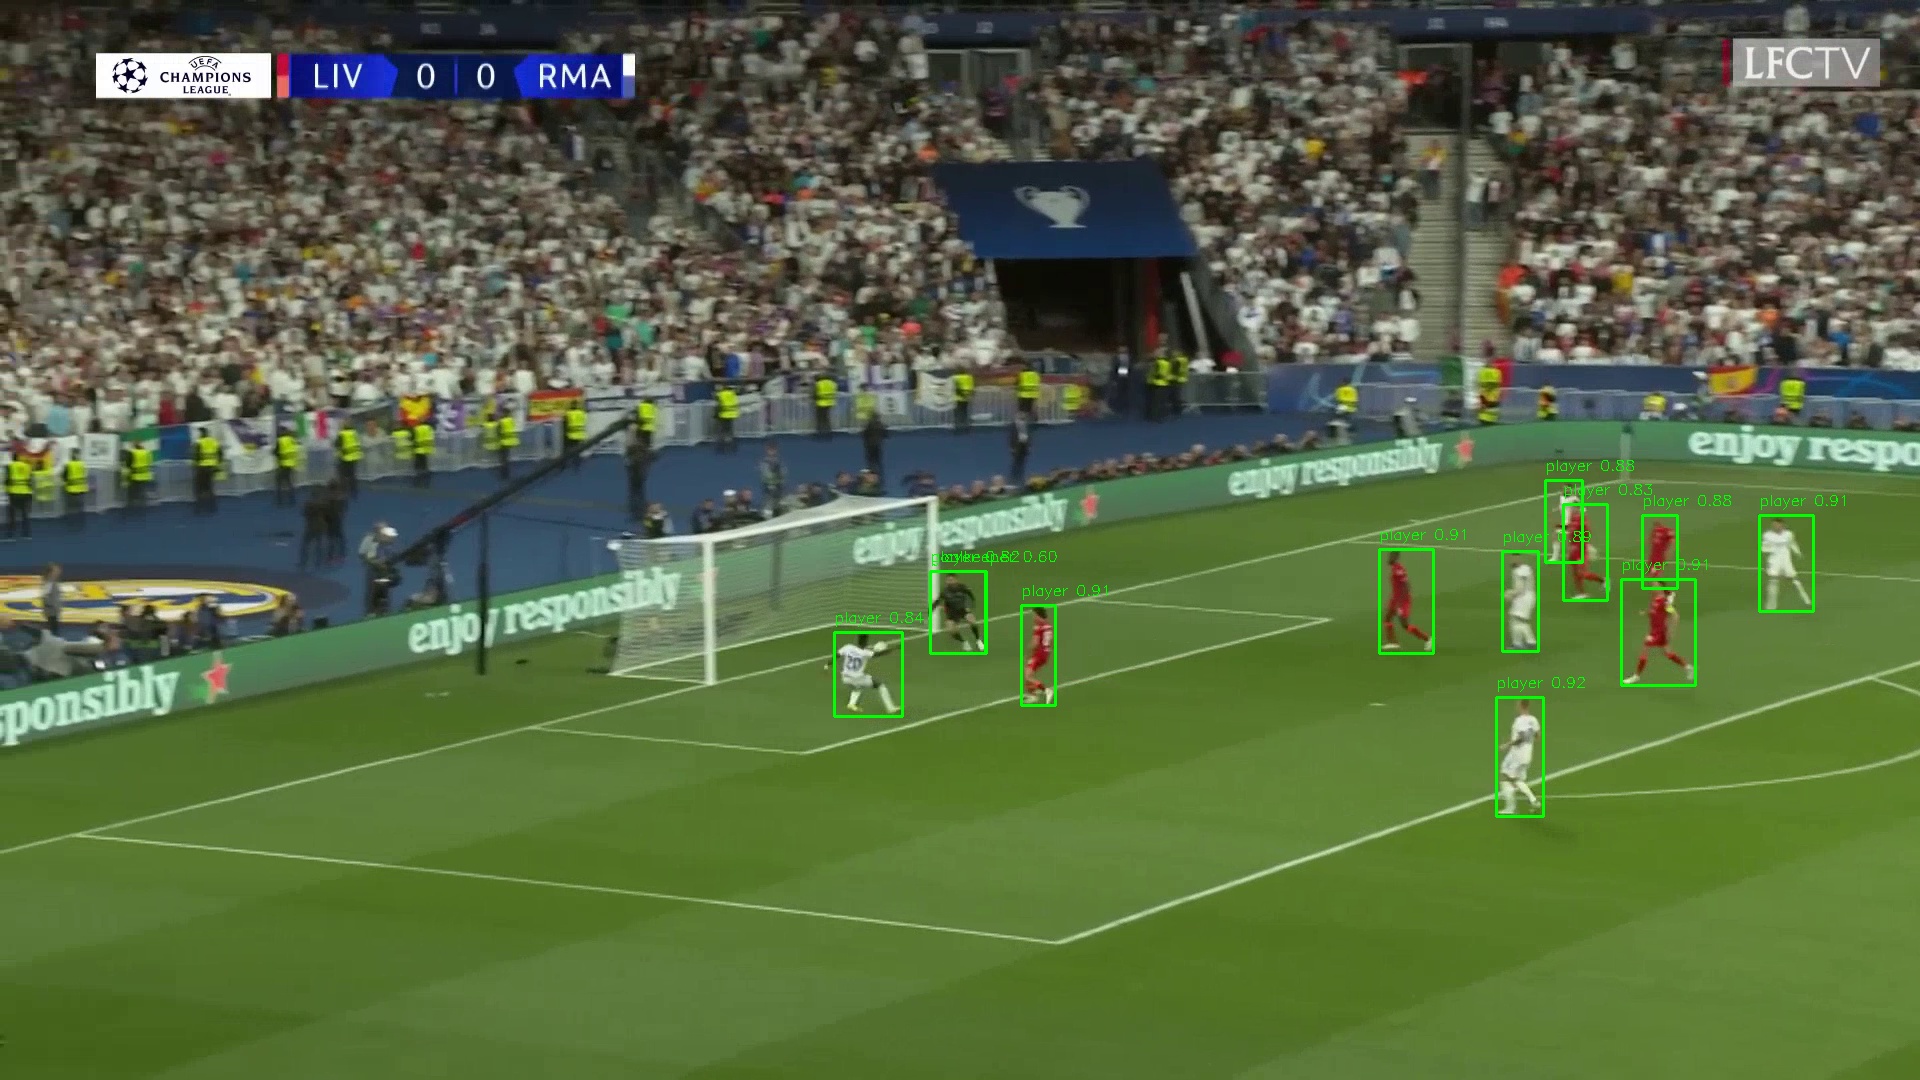 UEFA
CHAMPIONS
LEAGUE
LIV 0 0 RMA
LFCTV
enjoy respo
enjoy responsibly
enjoy responsibly
enjoy responsibly
sponsibly
player 0.88
player 0.83
player 0.88
player 0.91
player 0.91
player 0.89
player 0.91
0.60
player 0.91
player 0.84
20
player 0.92